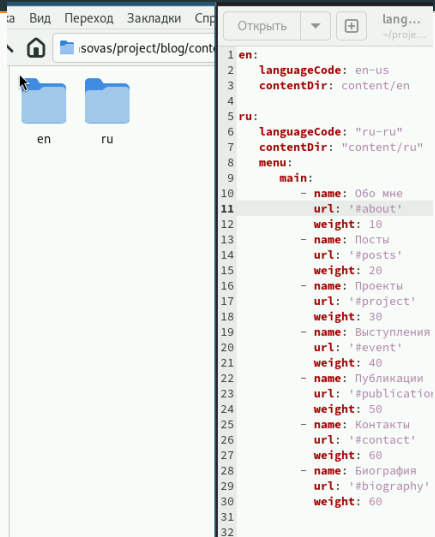 Вид Переход Закладки
sovas/project/blog/conte
en
ru
Открыть
lang...
~/proje...
1 en:
2 languageCode: en-us
3 contentDir: content/en
4
5 ru:
6 languageCode: "ru-ru"
7 contentDir: "content/ru"
8 menu:
9 main:
10 - name: Обо мне
11 url: '#about'
12 weight: 10
13 - name: Посты
14 url: '#posts'
15 weight: 20
16 - name: Проекты
17 url: '#project'
18 weight: 30
19 - name: Выступления
20 url: '#event'
21 weight: 40
22 - name: Публикации
23 url: '#publication
24 weight: 50
25 - name: Контакты
26 url: '#contact'
27 weight: 60
28 - name: Биография
29 url: '#biography'
30 weight: 60
31
32